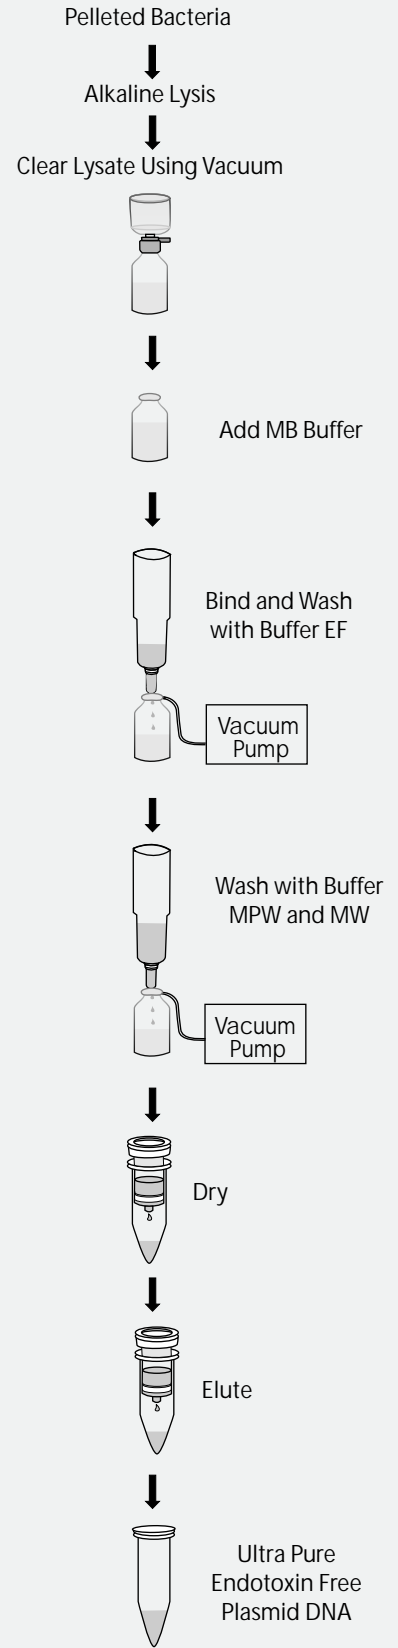 Pelleted Bacteria
Alkaline Lysis
Clear Lysate Using Vacuum
Add MB Buffer
Bind and Wash
with Buffer EF
Vacuum
Pump
Wash with Buffer
MPW and MW
Vacuum
Pump
Dry
Elute
Ultra Pure
Endotoxin Free
Plasmid DNA